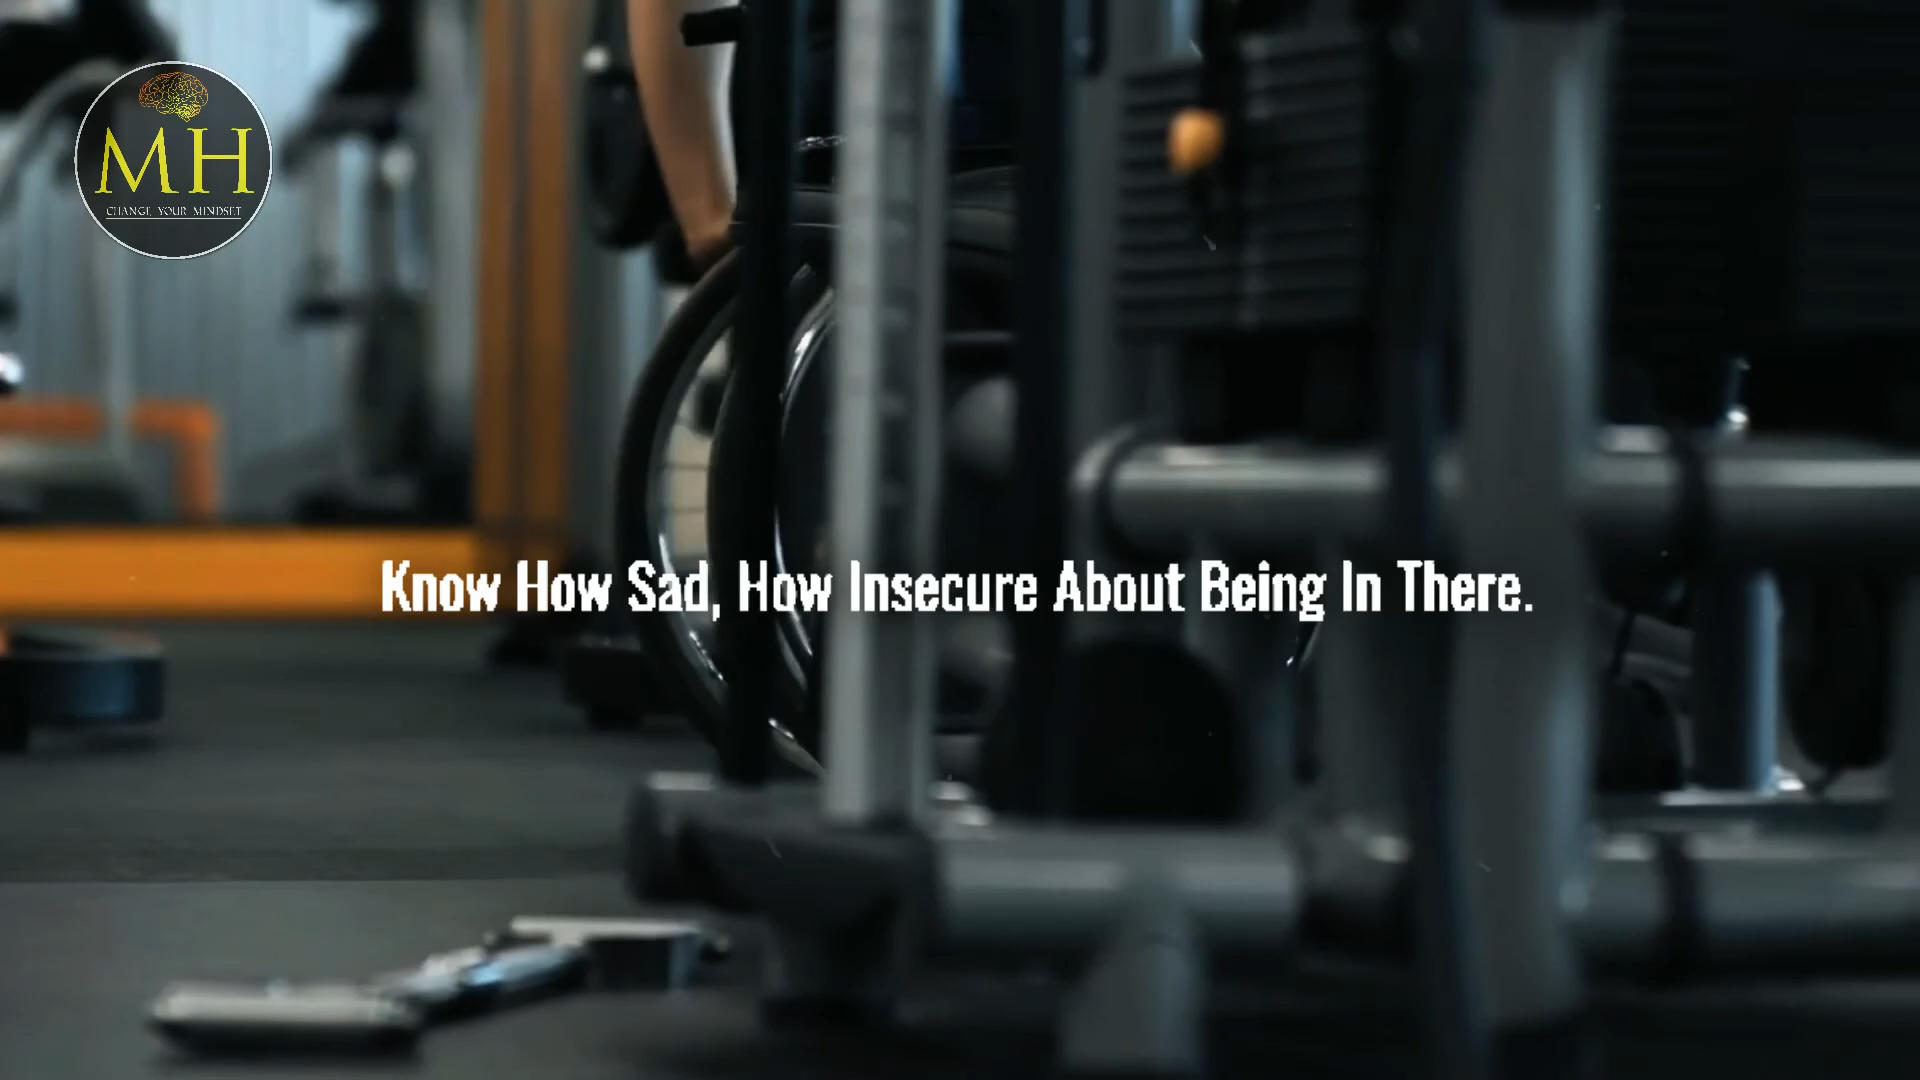 MH
CHANGE YOUR MINDSET
Know How Sad, How Insecure About Being In There.